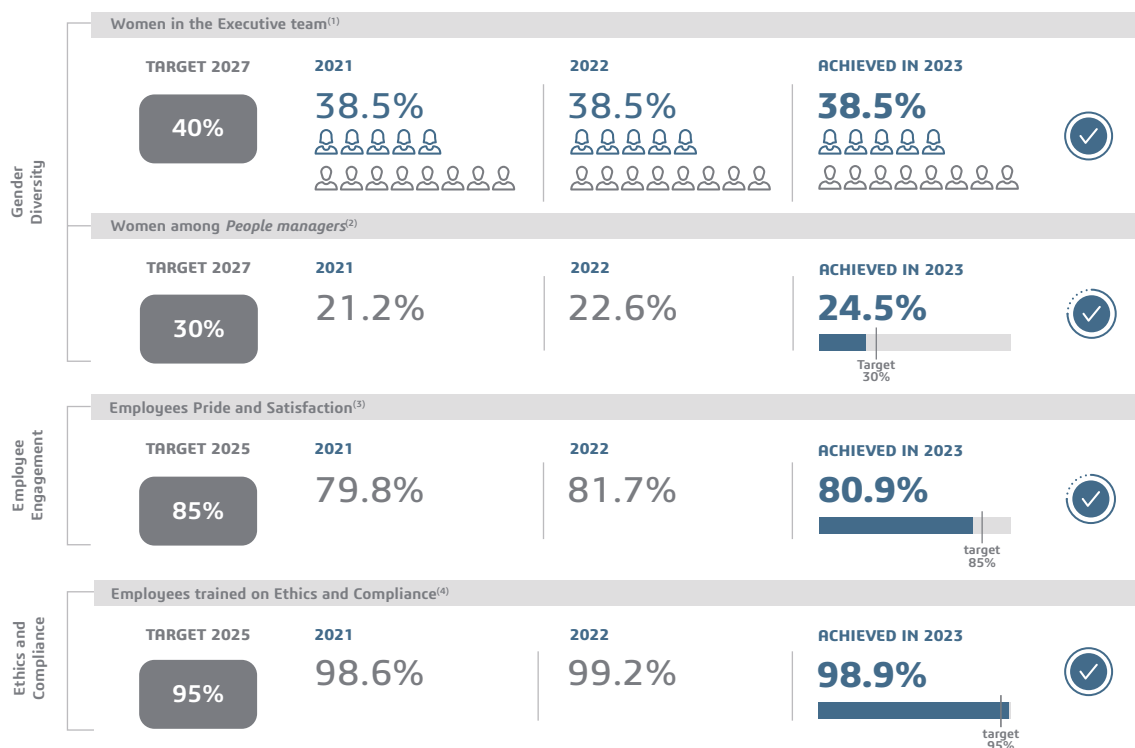 Gender
Diversity
Women in the Executive team(1)
TARGET 2027
40%
2021
38.5%
2022
38.5%
ACHIEVED IN 2023
38.5%
Women among People managers(2)
TARGET 2027
30%
2021
21.2%
2022
22.6%
ACHIEVED IN 2023
24.5%
Target
30%
Employee
Engagement
Employees Pride and Satisfaction(3)
TARGET 2025
85%
2021
79.8%
2022
81.7%
ACHIEVED IN 2023
80.9%
target
85%
Ethics and
Compliance
Employees trained on Ethics and Compliance(4)
TARGET 2025
95%
2021
98.6%
2022
99.2%
ACHIEVED IN 2023
98.9%
target
95%